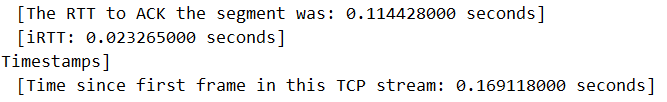 [The RTT to ACK the segment was: 0.114428000 seconds]
[iRTT: 0.023265000 seconds]
Timestamps]
[Time since first frame in this TCP stream: 0.169118000 seconds]